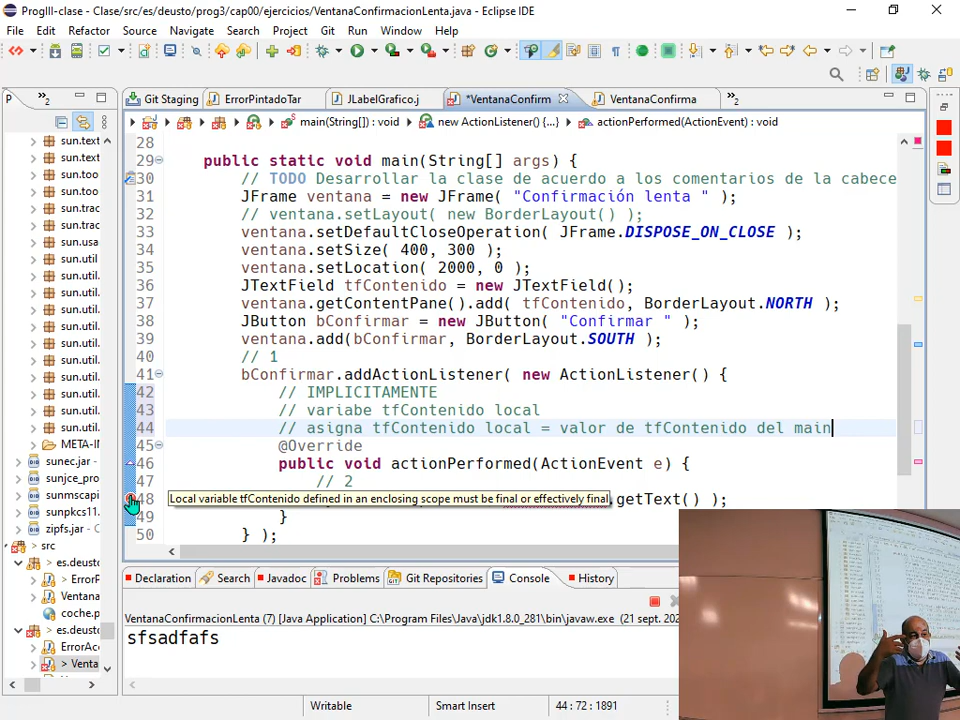 ProgIII-clase - Clase/src/es/deusto/prog3/cap00/ejercicios/VentanaConfirmacionLenta.java - Eclipse IDE
File Edit Refactor Source Navigate Search Project Git Run Window Help
P »2 Git Staging ErrorPintadoTar JLabelGrafico.j *VentanaConfirm VentanaConfirma »2
main(String[]) : void new ActionListener() {...} actionPerformed(ActionEvent e) : void
sun.text
sun.text
sun.too
sun.too
sun.trac
sun.trac
sun.usa
sun.util
sun.util.
sun.util.
sun.util.
sun.util.
sun.util.
sun.util.
sun.util.
sun.util.
sun.util.
sun.util.
META-IN
sunec.jar
sunjce_pro
sunmscapi
sunpkcs11.
zipfs.jar - C
src
es.deusto
ErrorP
Ventana
coche.p
es.deusto
ErrorAc
> Venta
28
29 public static void main(String[] args) {
30 // TODO Desarrollar la clase de acuerdo a los comentarios de la cabece
31 JFrame ventana = new JFrame( "Confirmación lenta " );
32 // ventana.setLayout( new BorderLayout() );
33 ventana.setDefaultCloseOperation( JFrame.DISPOSE_ON_CLOSE );
34 ventana.setSize( 400, 300 );
35 ventana.setLocation( 2000, 0 );
36 JTextField tfContenido = new JTextField();
37 ventana.getContentPane().add( tfContenido, BorderLayout.NORTH );
38 JButton bConfirmar = new JButton( "Confirmar " );
39 ventana.add(bConfirmar, BorderLayout.SOUTH );
40 // 1
41 bConfirmar.addActionListener( new ActionListener() {
42 // IMPLICITAMENTE
43 // variabe tfContenido local
44 // asigna tfContenido local = valor de tfContenido del main
45 @Override
46 public void actionPerformed(ActionEvent e) {
47 // 2
48 Local variable tfContenido defined in an enclosing scope must be final or effectively final .getText() );
49 }
50 } );
Declaration Search Javadoc Problems Git Repositories Console History
VentanaConfirmacionLenta (7) [Java Application] C:\Program Files\Java\jdk1.8.0_281\bin\javaw.exe (21 sept. 202
sfsadfafs
Writable Smart Insert 44 : 72 : 1891